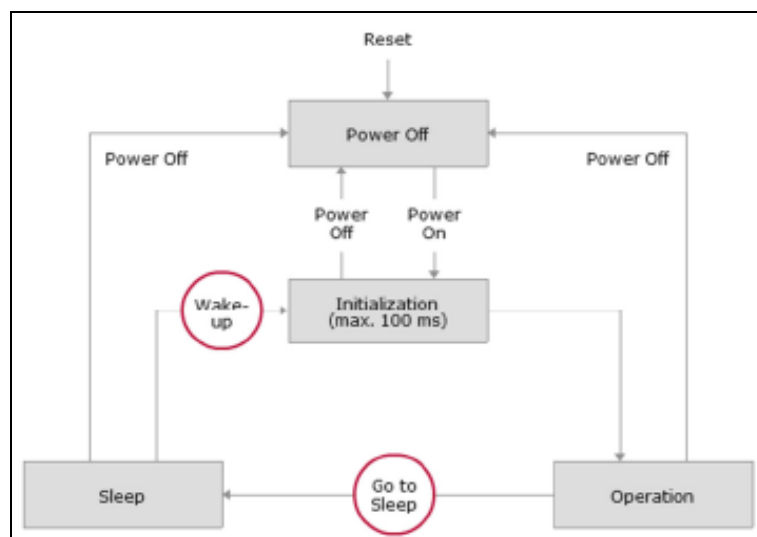 Reset
Power Off
Power Off
Power Off
Power
Off
Power
On
Wake-
up
Initialization
(max. 100 ms)
Sleep
Go to
Sleep
Operation